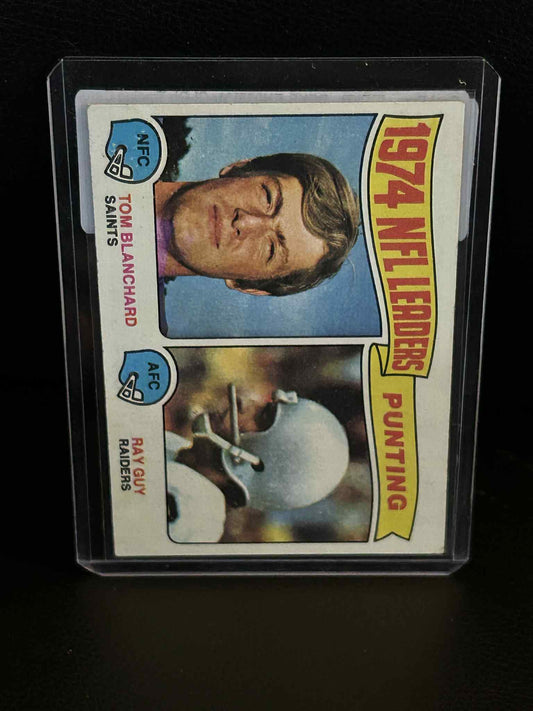 1974 NFL LEADERS
PUNTING
NFC
TOM BLANCHARD
SAINTS
AFC
RAY GUY
RAIDERS